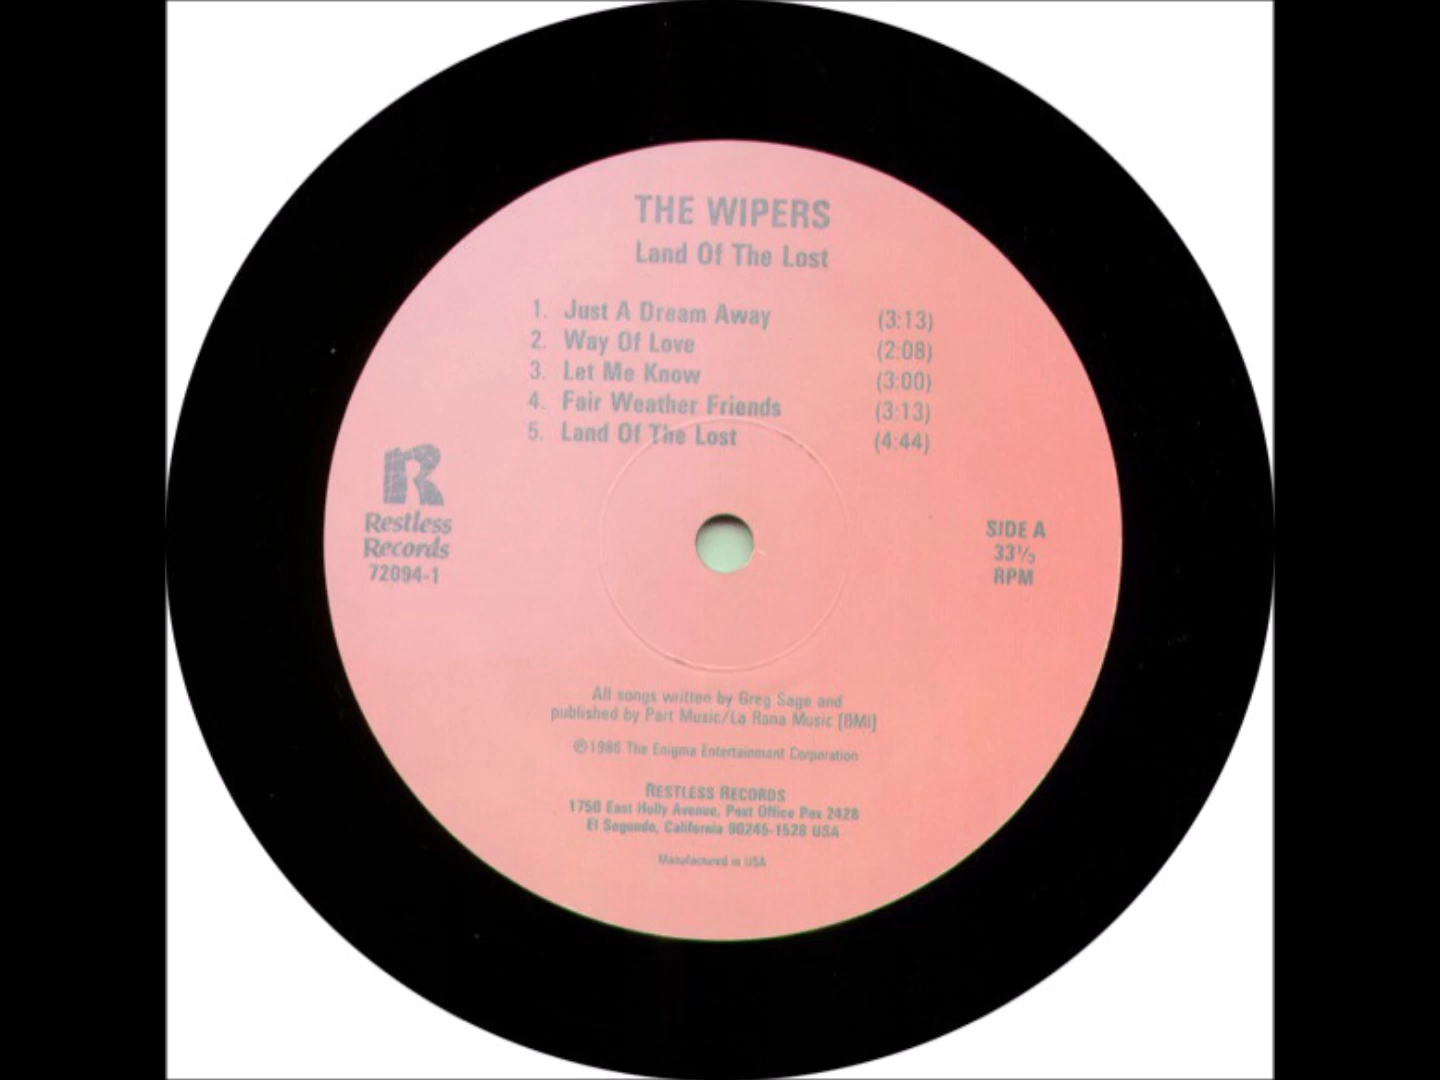 THE WIPERS
Land Of The Lost
1. Just A Dream Away (3:13)
2. Way Of Love (2:08)
3. Let Me Know (3:00)
4. Fair Weather Friends (3:13)
5. Land Of The Lost (4:44)
R
Restless
Records
72094-1
SIDE A
33⅓
RPM
All songs written by Greg Sage and
published by Part Music/La Rana Music [BMI]
℗1986 The Enigma Entertainment Corporation
RESTLESS RECORDS
1750 East Holly Avenue, Post Office Box 2428
El Segundo, California 90245-1528 USA
Manufactured in USA